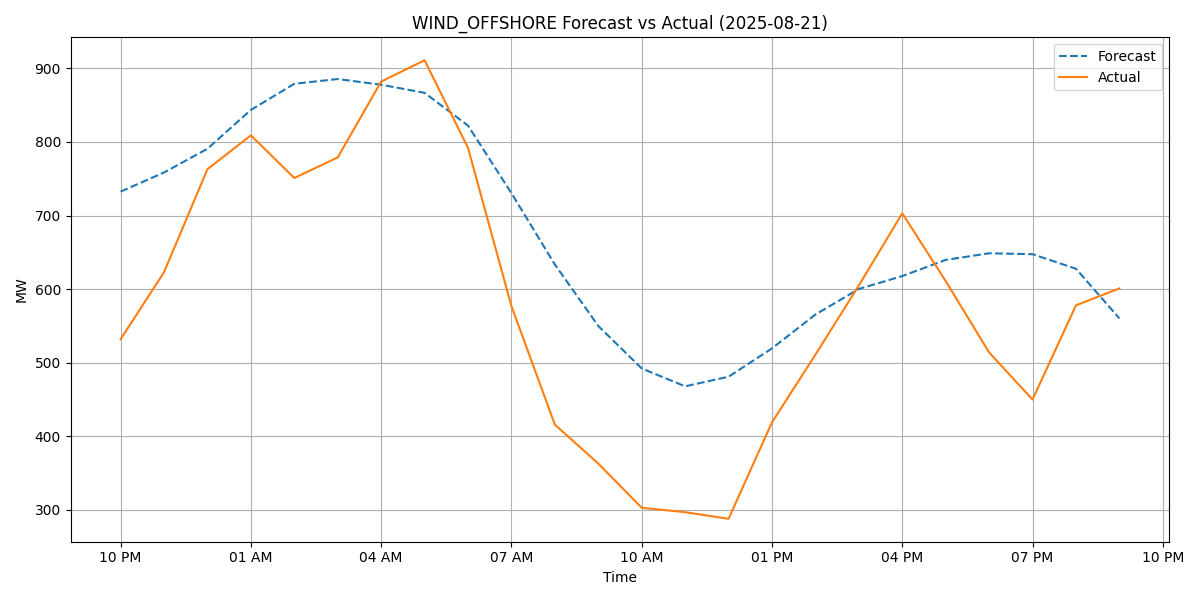 WIND_OFFSHORE Forecast vs Actual (2025-08-21)
Forecast
Actual
MW
900
800
700
600
500
400
300
10 PM 01 AM 04 AM 07 AM 10 AM 01 PM 04 PM 07 PM 10 PM
Time